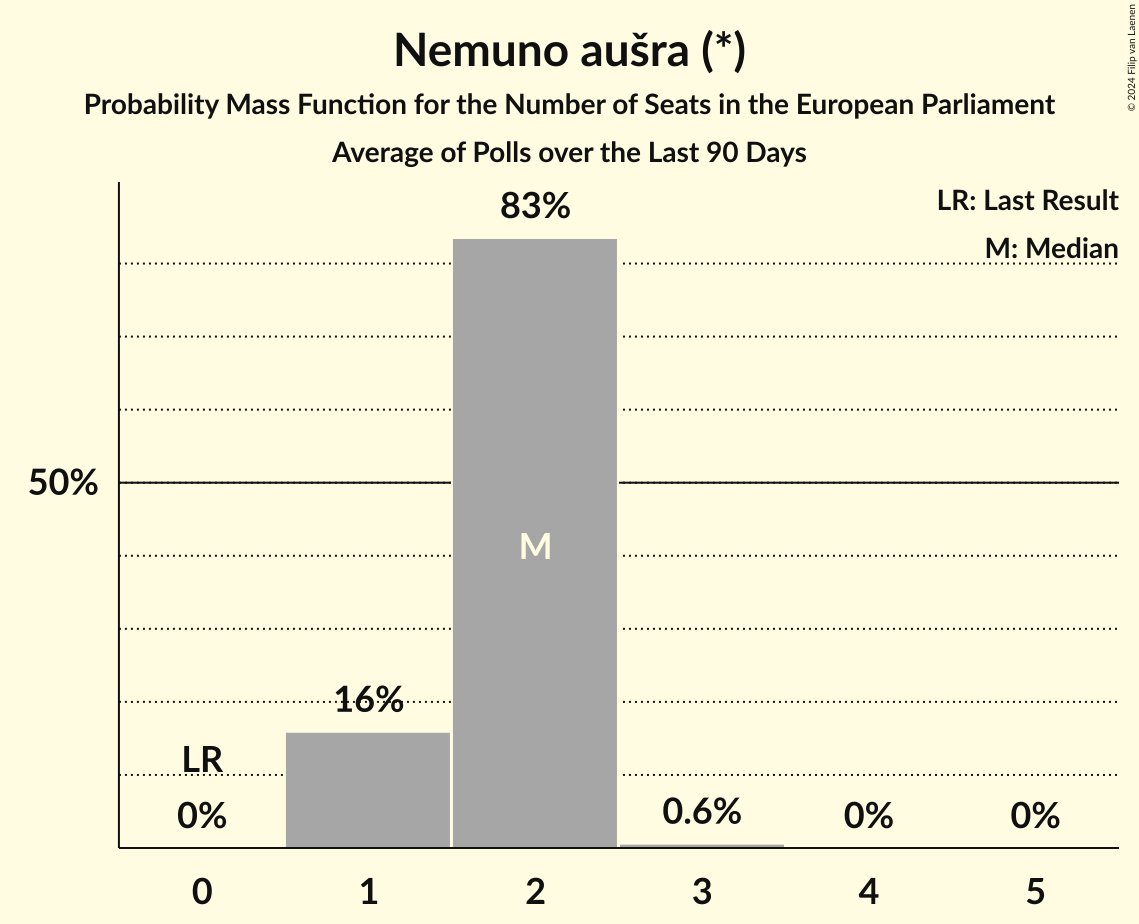 Nemuno aušra (*)
Probability Mass Function for the Number of Seats in the European Parliament
Average of Polls over the Last 90 Days
© 2024 Filip van Laenen
LR: Last Result
M: Median
83%
50%
M
16%
LR
0%
0.6%
0%
0%
0 1 2 3 4 5